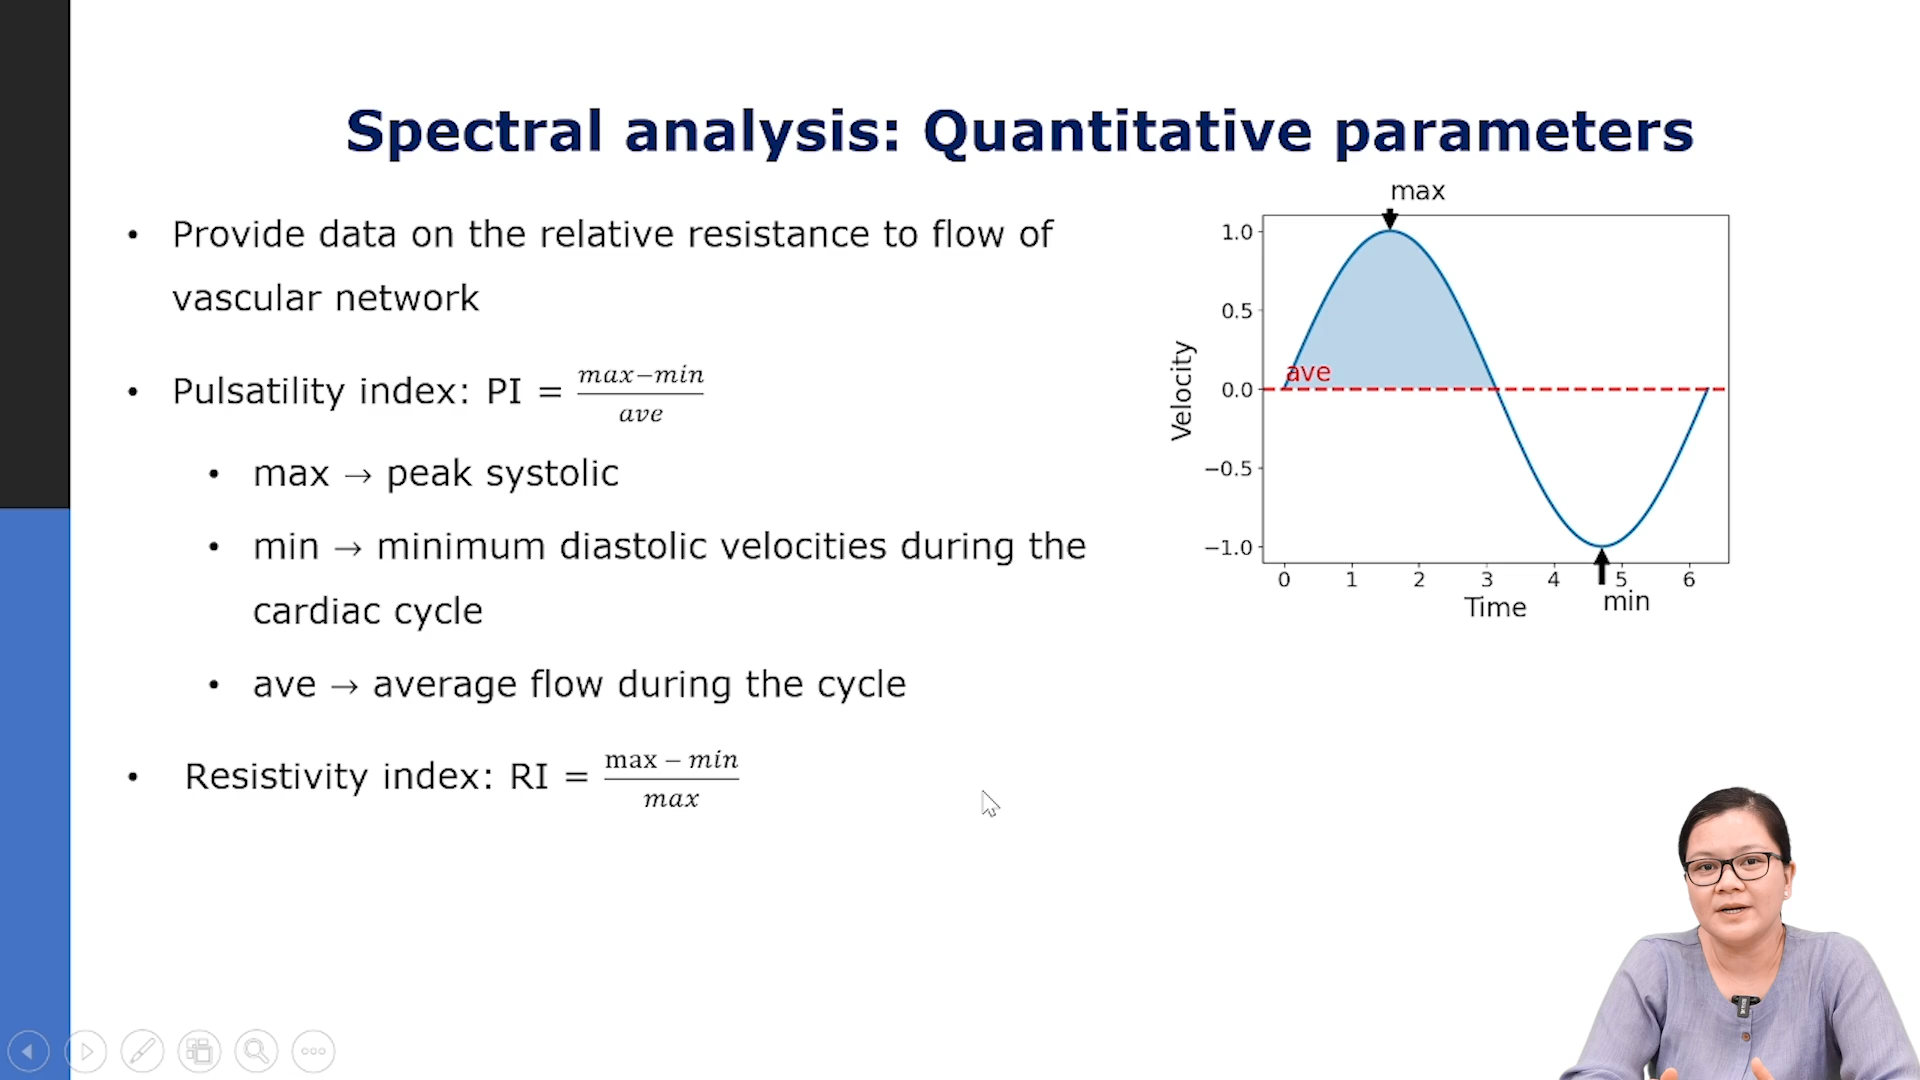 Spectral analysis: Quantitative parameters
• Provide data on the relative resistance to flow of
vascular network
• Pulsatility index: PI = max−min / ave
• max → peak systolic
• min → minimum diastolic velocities during the
cardiac cycle
• ave → average flow during the cycle
• Resistivity index: RI = max − min / max
max
1.0
0.5
0.0
−0.5
−1.0
Velocity
ave
0 1 2 3 4 5 6
Time
min